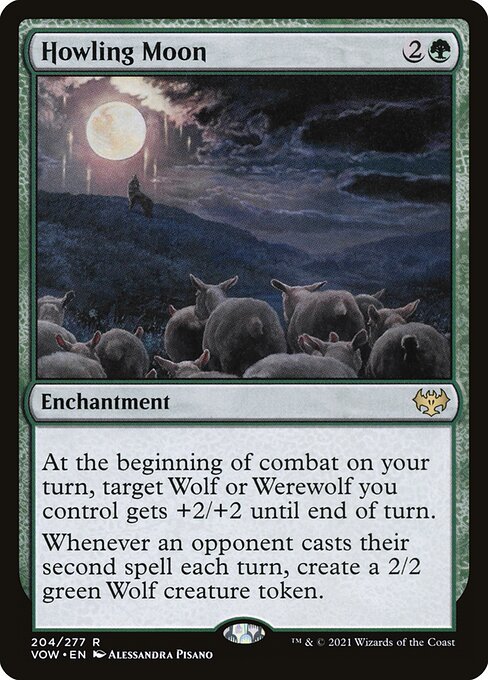 Howling Moon 2
Enchantment
At the beginning of combat on your
turn, target Wolf or Werewolf you
control gets +2/+2 until end of turn.
Whenever an opponent casts their
second spell each turn, create a 2/2
green Wolf creature token.
204/277 R
VOW • EN Alessandra Pisano
™ & © 2021 Wizards of the Coast